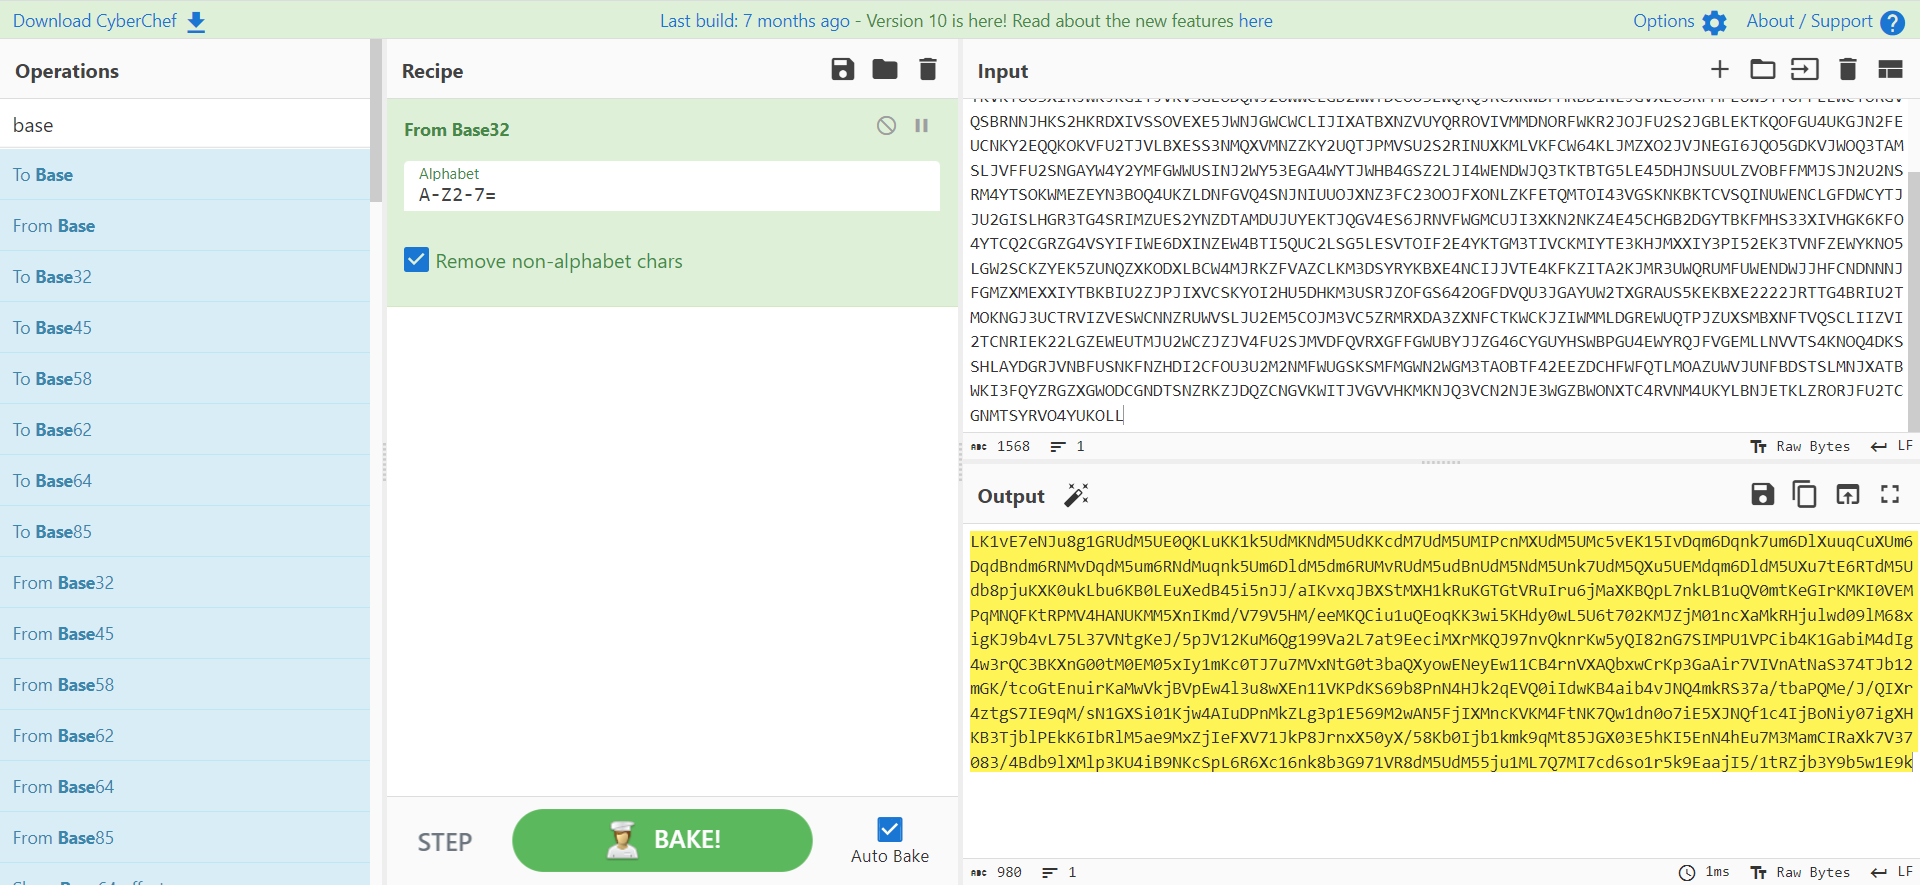 Download CyberChef
Last build: 7 months ago - Version 10 is here! Read about the new features here
Options
About / Support
Operations
base
To Base
From Base
To Base32
To Base45
To Base58
To Base62
To Base64
To Base85
From Base32
From Base45
From Base58
From Base62
From Base64
From Base85
Recipe
From Base32
Alphabet
A-Z2-7=
Remove non-alphabet chars
STEP
BAKE!
Auto Bake
Input
QSBRNNJHKS2HKRDXIVSSOVEXE5JWNJGWCWCLIJIXATBXNZVUYQRROVIVMMDNORFWKR2JOJFU2S2JGBLEKTKQOFGU4UKGJN2FE
UCNKY2EQQKOKVFU2TJVLBXESS3NMQXVMNZZKY2UQTJPMVSU2S2RINUXKMLVKFCW64KLJMZXO2JVJNEGI6JQO5GDKVJWOQ3TAM
SLJVFFU2SNGAYW4Y2YMFGWWUSINJ2WY53EGA4WYTJWHB4GSZ2LJI4WENDWJQ3TKTBTG5LE45DHJNSUULZVOBFFMMJSJN2U2NS
RM4YTSOKWMEZEYN3BOQ4UKZLDNFGVQ4SNJNIUUOJXNZ3FC23OOJFXONLZKFETQMTOI43VGSKNKBKTCVSQINUWENCLGFDWCYTJ
JU2GISLHGR3TG4SRIMZUES2YNZDTAMDUJUYEKTJQGV4ES6JRNVFWGMCUJI3XKN2NKZ4E45CHGB2DGYTBKFMHS33XIVHGK6KFO
4YTCQ2CGRZG4VSYIFIWE6DXINZEW4BTI5QUC2LSG5LESVTOIF2E4YKTGM3TIVCKMIYTE3KHJMXXIY3PI52EK3TVNFZEWYKNO5
LGW2SCKZYEK5ZUNQZXKODXLBCW4MJRKZFVAZCLKM3DSYRYKBXE4NCIJJVTE4KFKZITA2KJMR3UWQRUMFUWENDWJJHFCNDNNNJ
FGMZXMEXXIYTBKBIU2ZJPJIXVCSKYOI2HU5DHKM3USRJZOFGS642OGFDVQU3JGAYUW2TXGRAUS5KEKBXE2222JRTTG4BRIU2T
MOKNGJ3UCTRVIZVESWCNNZRUWVSLJU2EM5COJM3VC5ZRMRXDA3ZXNFCTKWCKJZIWMMLDGREWUQTPJZUXSMBXNFTVQSCLIIZVI
2TCNRIEK22LGZEWEUTMJU2WCZJZJV4FU2SJMVDFQVRXGFFGWUBYJJZG46CYGUYHSWBPGU4EWYRQJFVGEMLLNVVTS4KNOQ4DKS
SHLAYDGRJVNBFUSNKFNZHDI2CFOU3U2M2NMFWUGSKSMFMGWN2WGM3TAOBTF42EEZDCHFWFQTLMOAZUWVJUNFBDSTSLMNJXATB
WKI3FQYZRGZXGWODCGNDTSNZRKZJDQZCNGVKWITJVGVVHKMKNJQ3VCN2NJE3WGZBWONXTC4RVNM4UKYLBNJETKLZRORJFU2TC
GNMTSYRVO4YUKOLL
1568
1
Raw Bytes
LF
Output
LK1vE7eNJu8g1GRUdM5UE0QKLuKK1k5UdMKNdM5UdKKcdM7UdM5UMIPcnMXUdM5UMc5vEK15IvDqm6Dqnk7um6DlXuuqCuXUm6
DqdBndm6RNMvDqdM5um6RNdMuqnk5Um6DldM5dm6RUMvRUdM5udBnUdM5NdM5Unk7UdM5QXu5UEMdqm6DldM5UXu7tE6RTdM5U
db8pjuKXK0ukLbu6KB0LEuXedB45i5nJJ/aIKvxqJBXStMXH1kRuKGTGtVRuIru6jMaXKBQpL7nkLB1uQV0mtKeGIrKMKI0VEM
PqMNQFKtRPMV4HANUKMM5XnIKmd/V79V5HM/eeMKQCiu1uQEoqKK3wi5KHdy0wL5U6t702KMJZjM01ncXaMkRHjulwd09lM68x
igKJ9b4vL75L37VNtgKeJ/5pJV12KuM6Qg199Va2L7at9EeciMXrMKQJ97nvQknrKw5yQI82nG7SIMPU1VPCib4K1GabiM4dIg
4w3rQC3BKXnG00tM0EM05xIy1mKc0TJ7u7MVxNtG0t3baQXyowENeyEw11CB4rnVXAQbxwCrKp3GaAir7VIVnAtNaS374TJb12
mGK/tcoGtEnuirKaMwVkjBVpEw4l3u8wXEn11VKPdKS69b8PnN4HJk2qEVQ0iIdwKB4aib4vJNQ4mkRS37a/tbaPQMe/J/QIXr
4ztgS7IE9qM/sN1GXSi01Kjw4AIuDPnMkZLg3p1E569M2wAN5FjIXMncKVKM4FtNK7Qw1dn0o7iE5XJNQf1c4IjBoNiy07igXH
KB3TjblPEkK6IbRlM5ae9MxZjIeFXV71JkP8JrnxX50yX/58Kb0Ijb1kmk9qMt85JGX03E5hKI5EnN4hEu7M3MamCIRaXk7V37
083/4Bdb9lXMlp3KU4iB9NKcSpL6R6Xc16nk8b3G971VR8dM5UdM55ju1ML7Q7MI7cd6so1r5k9EaajI5/1tRZjb3Y9b5w1E9k
980
1
1ms
Raw Bytes
LF